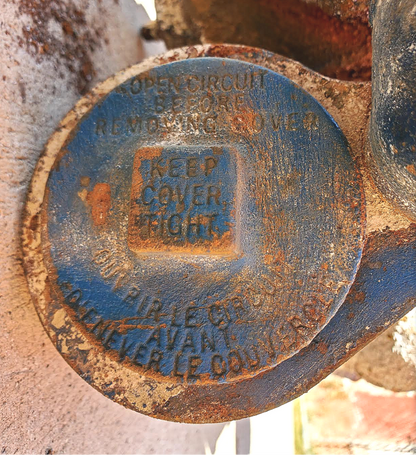 OPEN CIRCUIT
BEFORE
REMOVING COVER
KEEP
COVER
TIGHT
OUVRIR LE CIRCUIT
AVANT
D'ENLEVER LE COUVERCLE